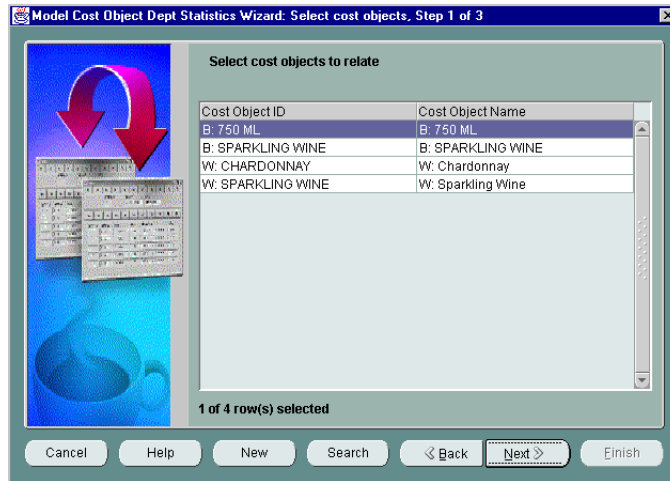 Model Cost Object Dept Statistics Wizard: Select cost objects, Step 1 of 3
Select cost objects to relate
Cost Object ID Cost Object Name
B: 750 ML B: 750 ML
B: SPARKLING WINE B: SPARKLING WINE
W: CHARDONNAY W: Chardonnay
W: SPARKLING WINE W: Sparkling Wine
1 of 4 row(s) selected
Cancel Help New Search Back Next Finish